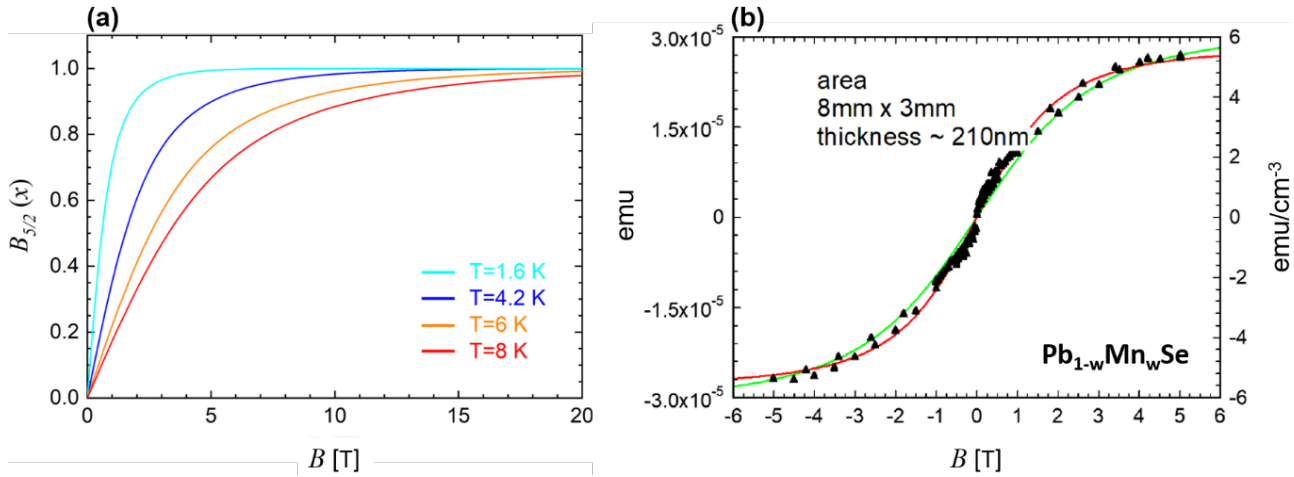 (a)
1.0
0.8
0.6
0.4
0.2
0.0
B5/2 (x)
T=1.6 K
T=4.2 K
T=6 K
T=8 K
0 5 10 15 20
B [T]
(b)
3.0x10-5
1.5x10-5
0
-1.5x10-5
-3.0x10-5
emu
area
8mm x 3mm
thickness ~ 210nm
Pb1-wMnwSe
6
4
2
0
-2
-4
-6
emu/cm-3
-6 -5 -4 -3 -2 -1 0 1 2 3 4 5 6
B [T]